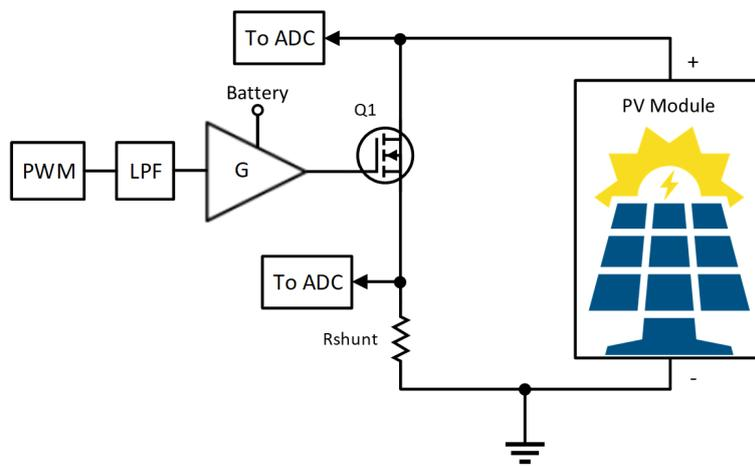 To ADC
+
Battery
Q1
PV Module
PWM
LPF
G
To ADC
Rshunt
-